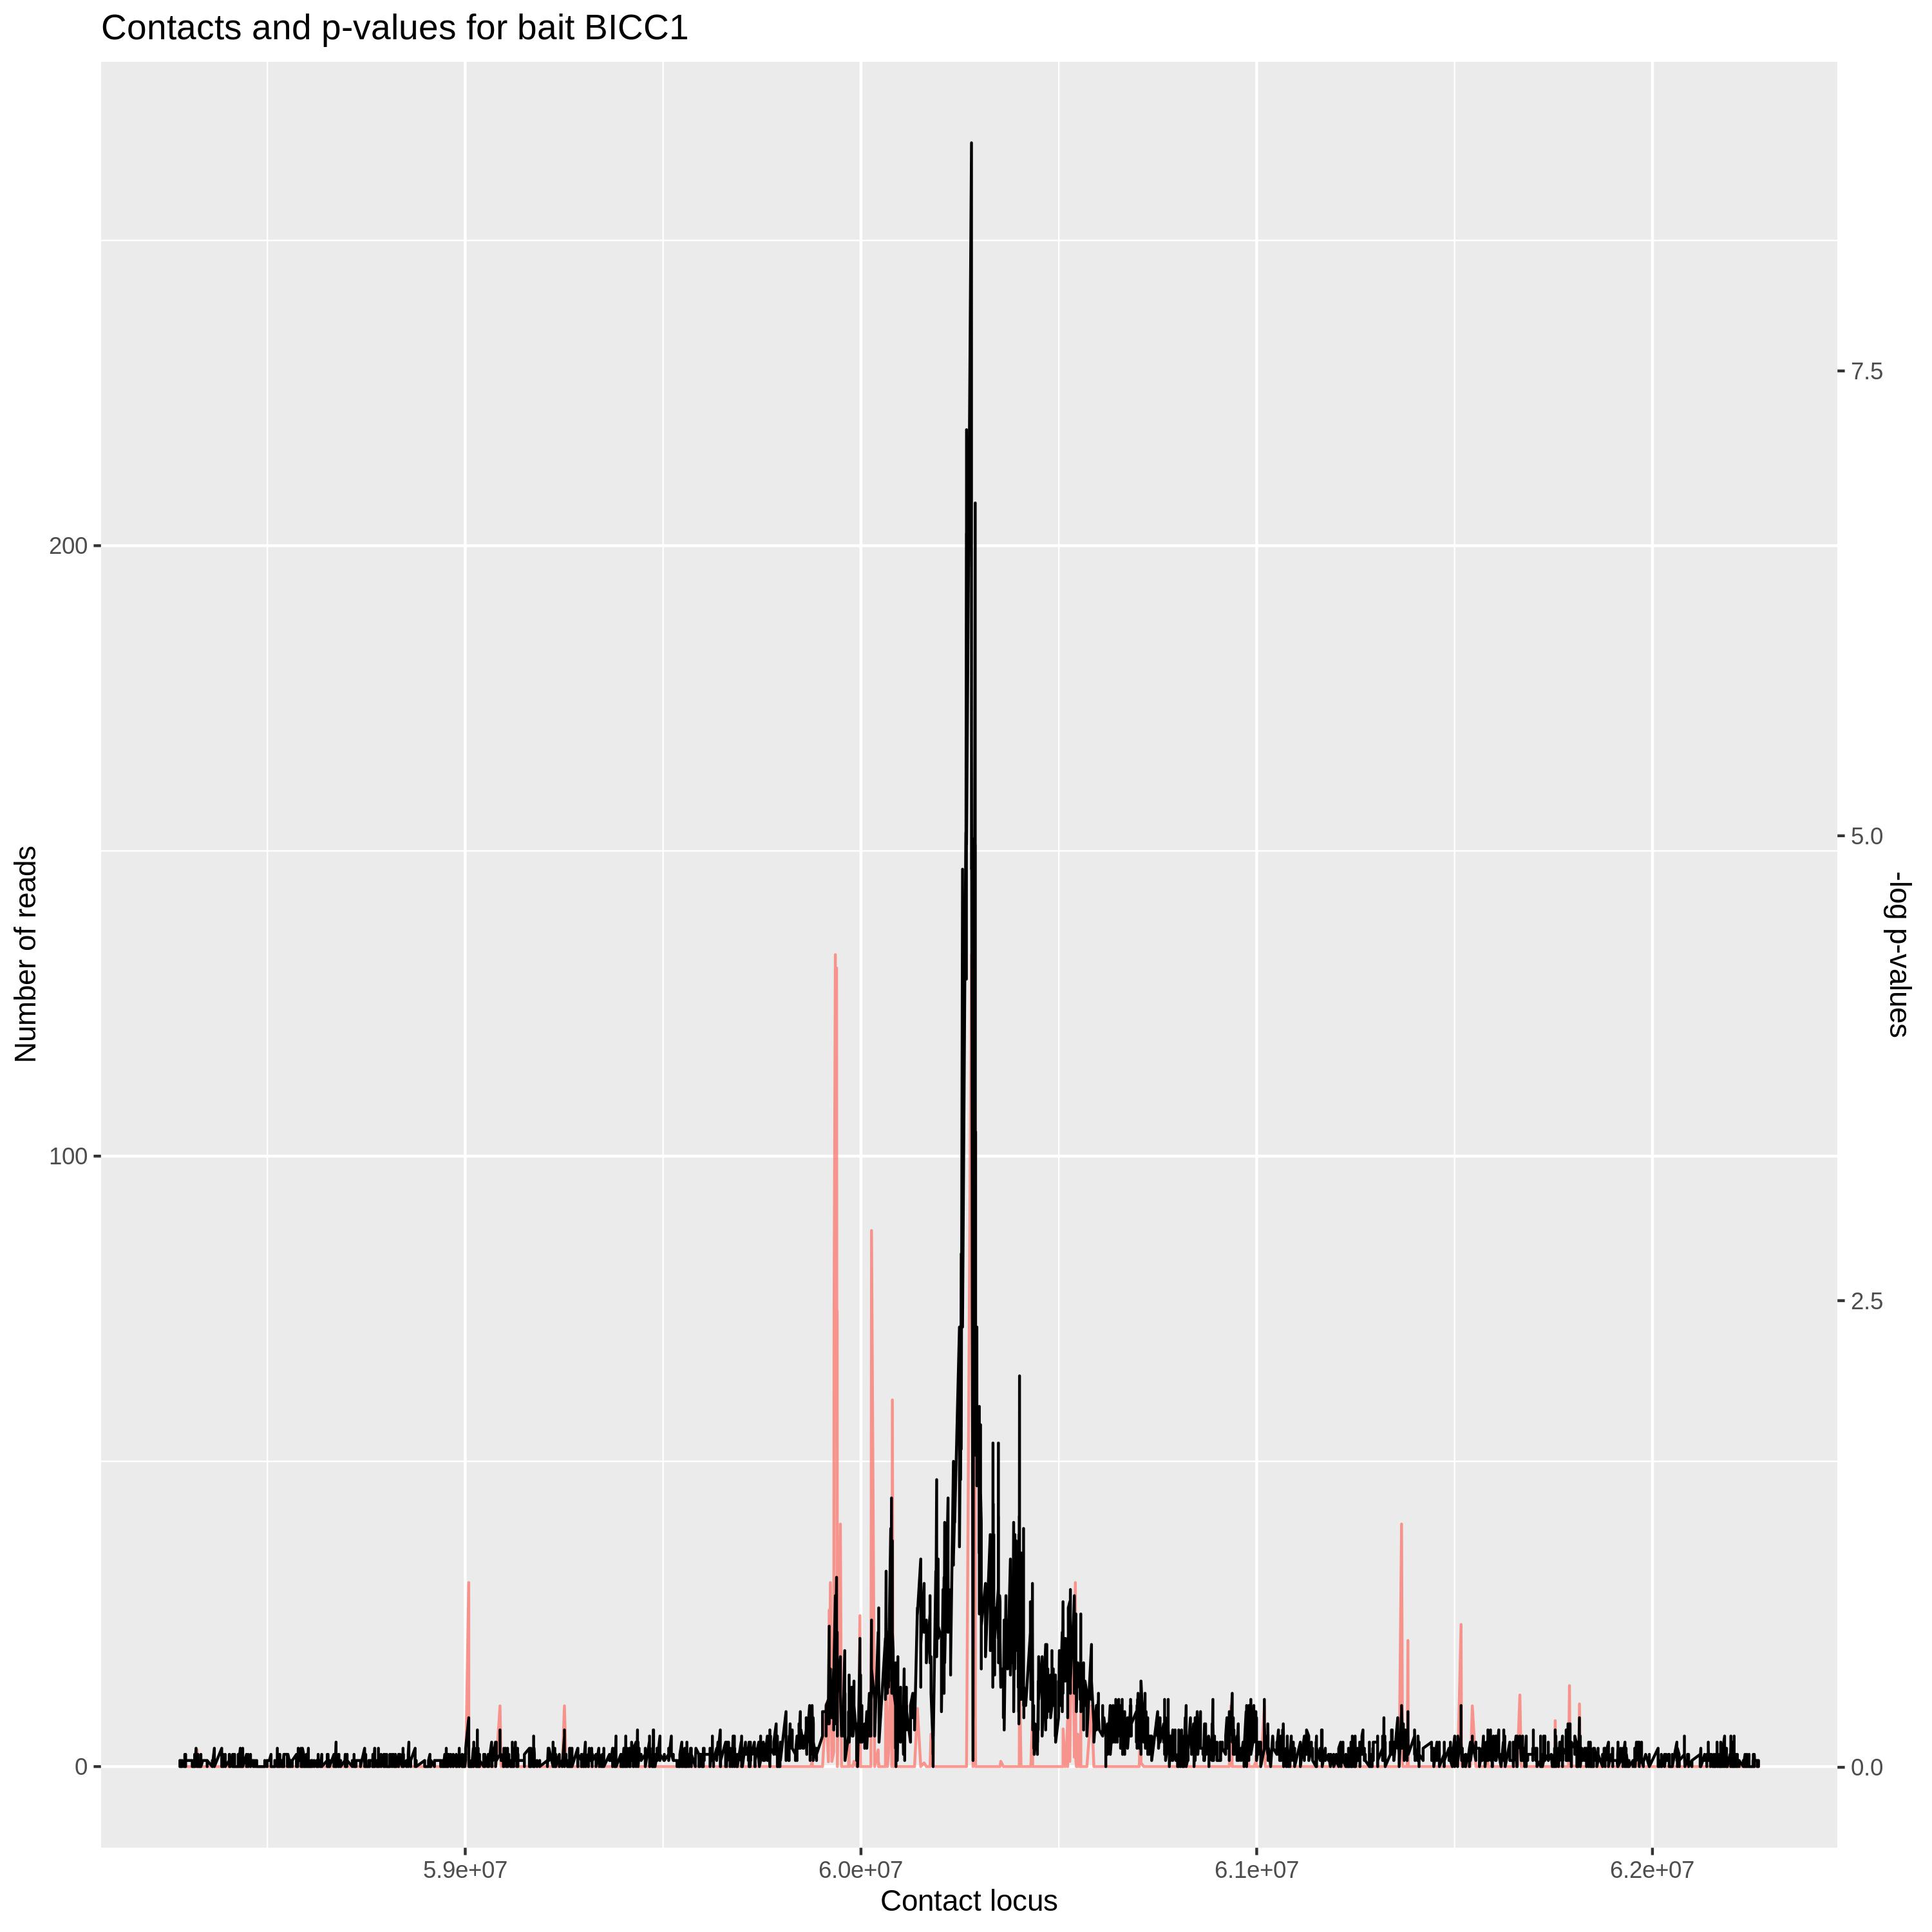 Contacts and p-values for bait BICC1
Number of reads
200
100
0
7.5
5.0
2.5
0.0
-log p-values
5.9e+07
6.0e+07
6.1e+07
6.2e+07
Contact locus